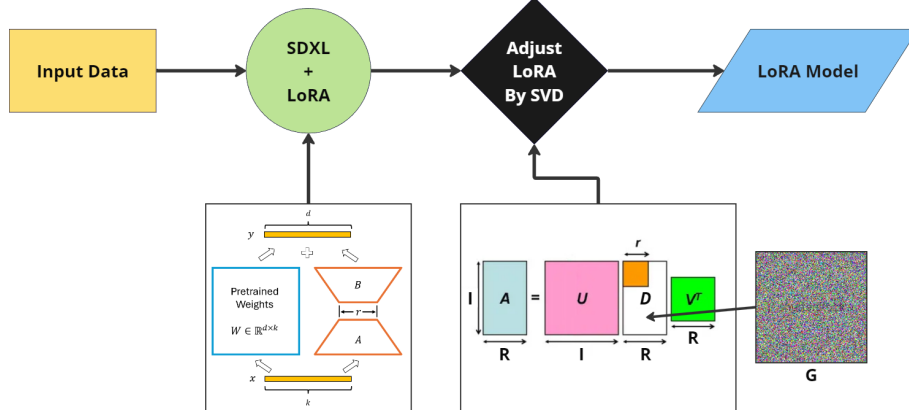 Input Data
SDXL
+
LoRA
Adjust
LoRA
By SVD
LoRA Model
d
y
Pretrained
Weights
W ∈ ℝ^{d×k}
B
r
A
x
k
r
I
A
=
U
D
V^T
R
I
R
R
G